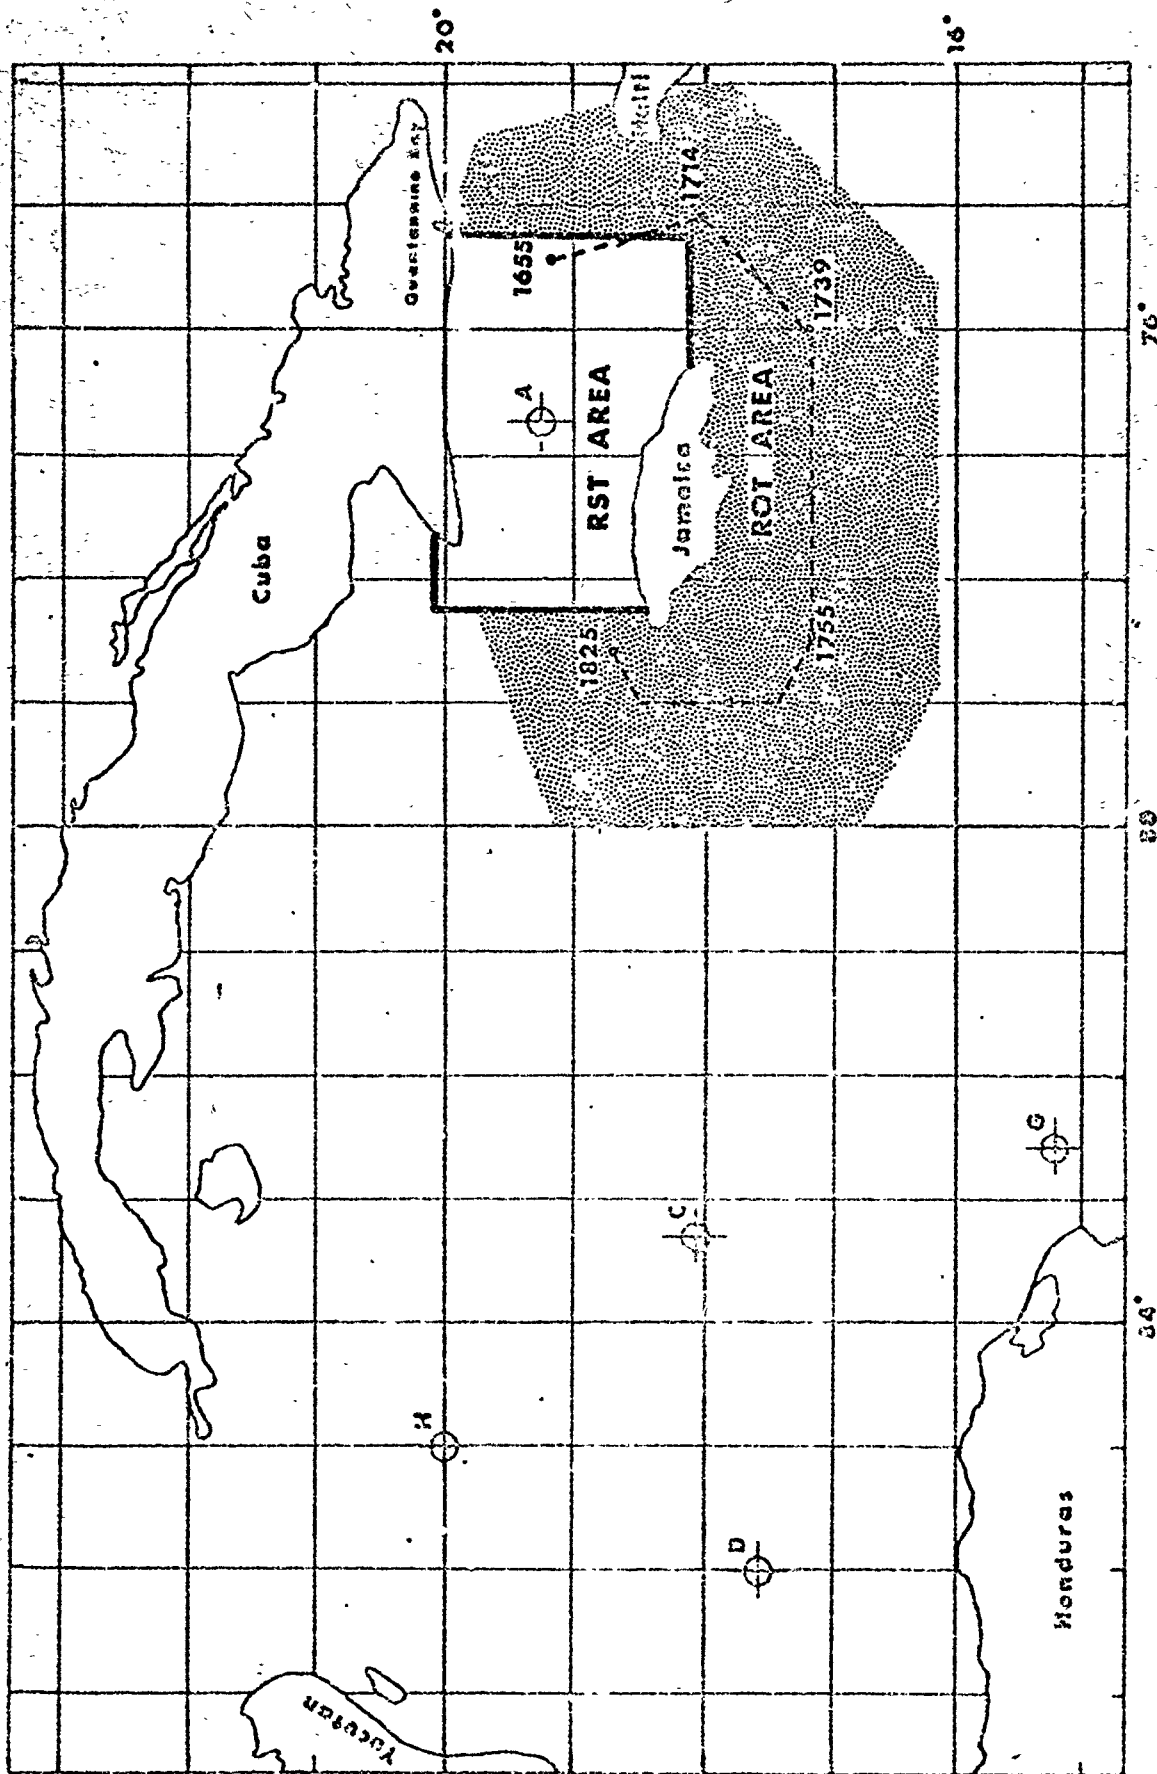 Yucatan
Cuba
Guantanamo Bay
20°
H
A
1655
RST AREA
1825
Haiti
1714
Jamaica
C
D
ROT AREA
1755
1739
16°
G
Honduras
84°
80
76°